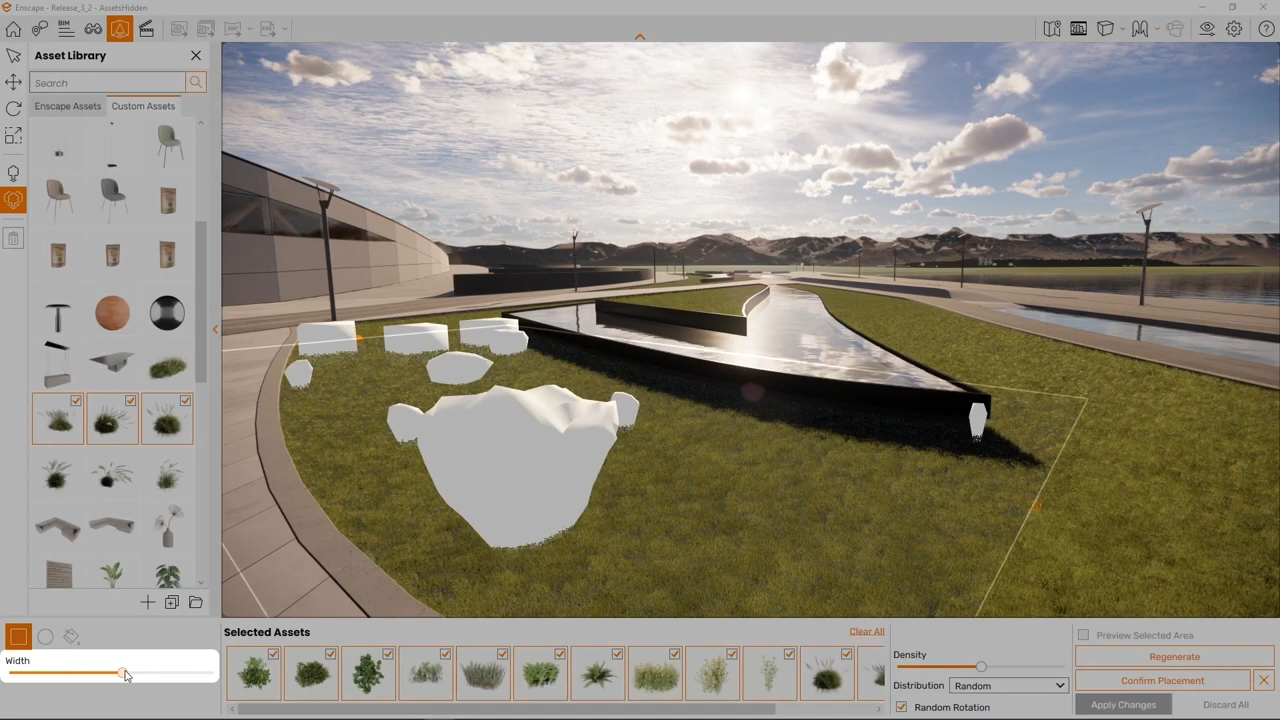 Enscape - Release_3_2 - AssetsHidden
BIM
Asset Library
Search
Enscape Assets
Custom Assets
Width
Selected Assets
Clear All
Density
Distribution
Random
Random Rotation
Preview Selected Area
Regenerate
Confirm Placement
Apply Changes
Discard All